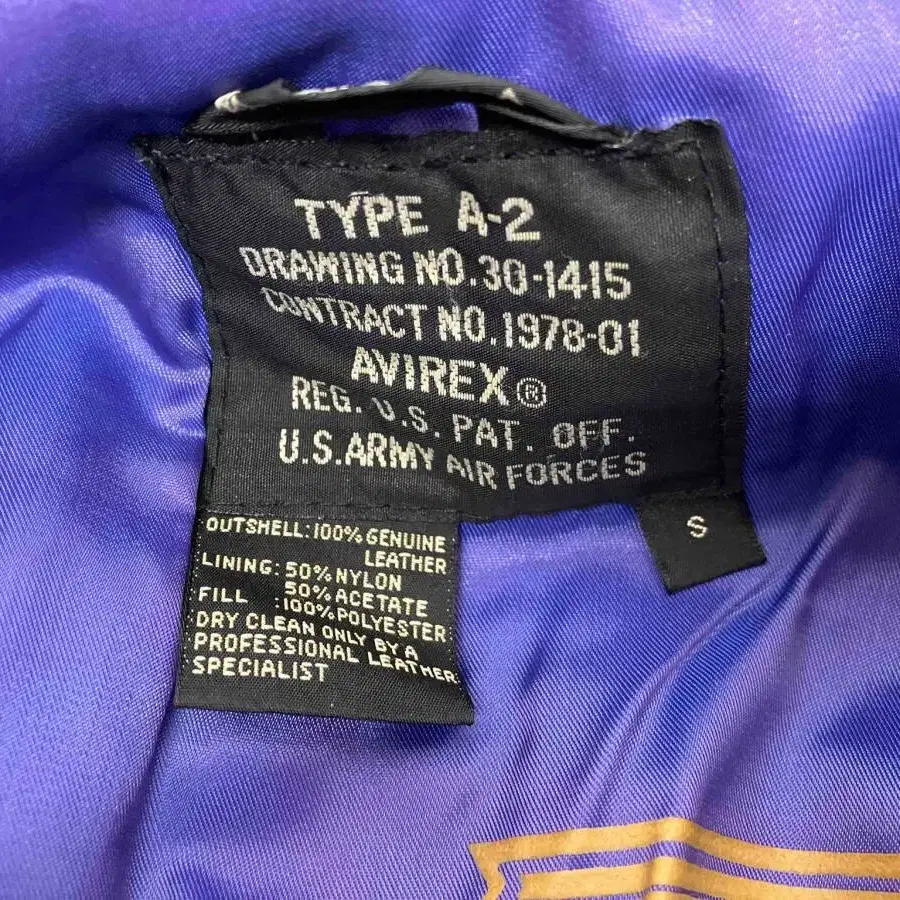 TYPE A-2
DRAWING NO.30-1415
CONTRACT NO.1978-01
AVIREX®
REG. U.S. PAT. OFF.
U.S.ARMY AIR FORCES
S
OUTSHELL:100% GENUINE
LEATHER
LINING: 50% NYLON
50% ACETATE
FILL :100% POLYESTER
DRY CLEAN ONLY BY A
PROFESSIONAL LEATHER
SPECIALIST